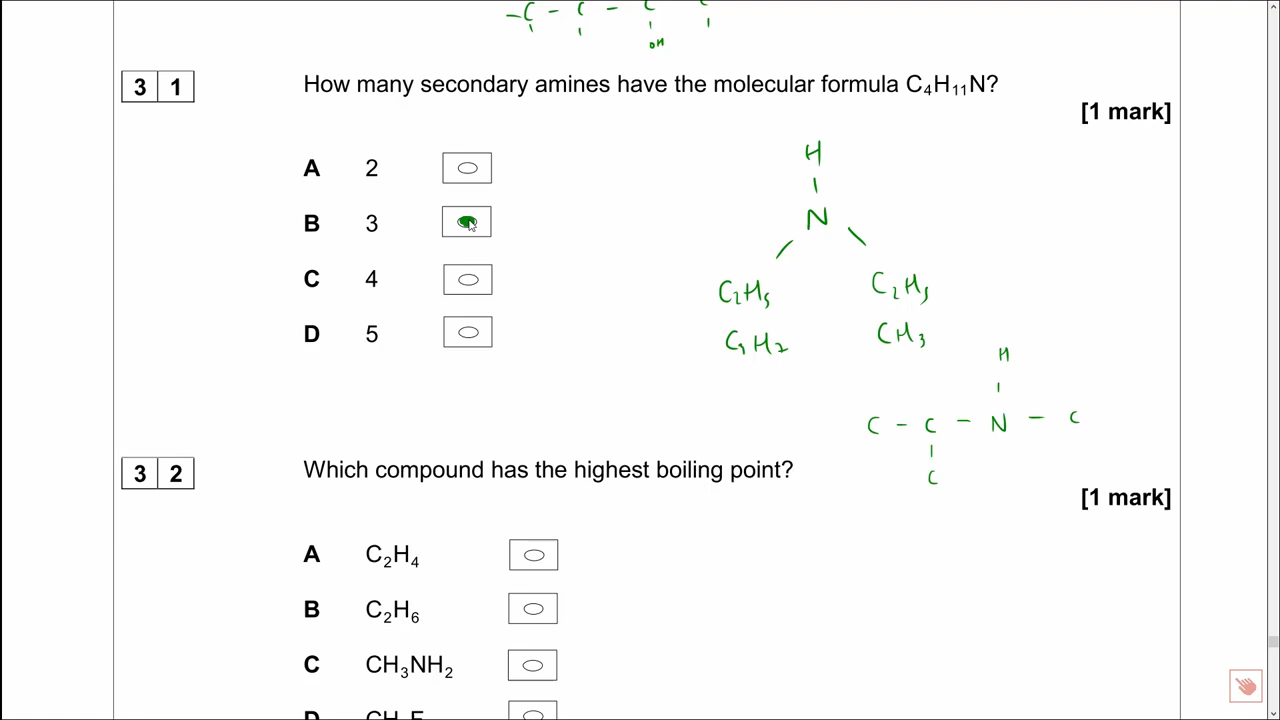 - C - C - C C
OH
3 1 How many secondary amines have the molecular formula C₄H₁₁N?
[1 mark]
H
A 2
N
B 3
C 4
C₂H₅ C₂H₅
D 5
C₃H₇ CH₃
H
C - C - N - C
C
3 2 Which compound has the highest boiling point?
[1 mark]
A C₂H₄
B C₂H₆
C CH₃NH₂
D CH₃F